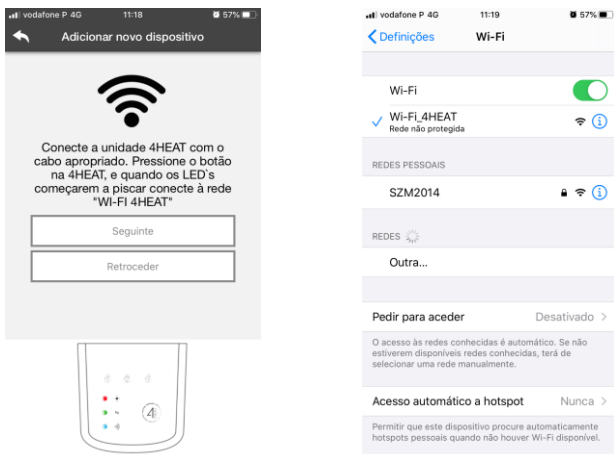 vodafone P 4G 11:18 57%
Adicionar novo dispositivo
Conecte a unidade 4HEAT com o
cabo apropriado. Pressione o botão
na 4HEAT, e quando os LED`s
começarem a piscar conecte à rede
"WI-FI 4HEAT"
Seguinte
Retroceder
4
vodafone P 4G 11:19 57%
Definições Wi-Fi
Wi-Fi
Wi-Fi_4HEAT
Rede não protegida
REDES PESSOAIS
SZM2014
REDES
Outra...
Pedir para aceder Desativado
O acesso às redes conhecidas é automático. Se não
estiverem disponíveis redes conhecidas, terá de
selecionar uma rede manualmente.
Acesso automático a hotspot Nunca
Permitir que este dispositivo procure automaticamente
hotspots pessoais quando não houver Wi-Fi disponível.